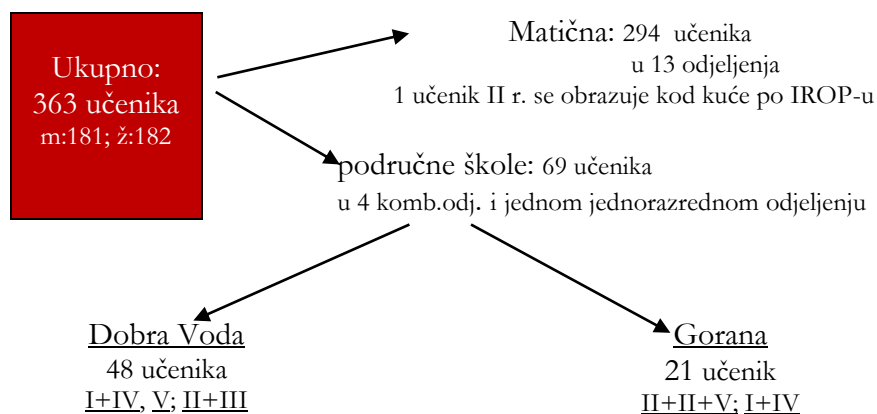 Ukupno:
363 učenika
m:181; ž:182
Matična: 294 učenika
u 13 odjeljenja
1 učenik II r. se obrazuje kod kuće po IROP-u
područne škole: 69 učenika
u 4 komb.odj. i jednom jednorazrednom odjeljenju
Dobra Voda
48 učenika
I+IV, V; II+III
Gorana
21 učenik
II+II+V; I+IV